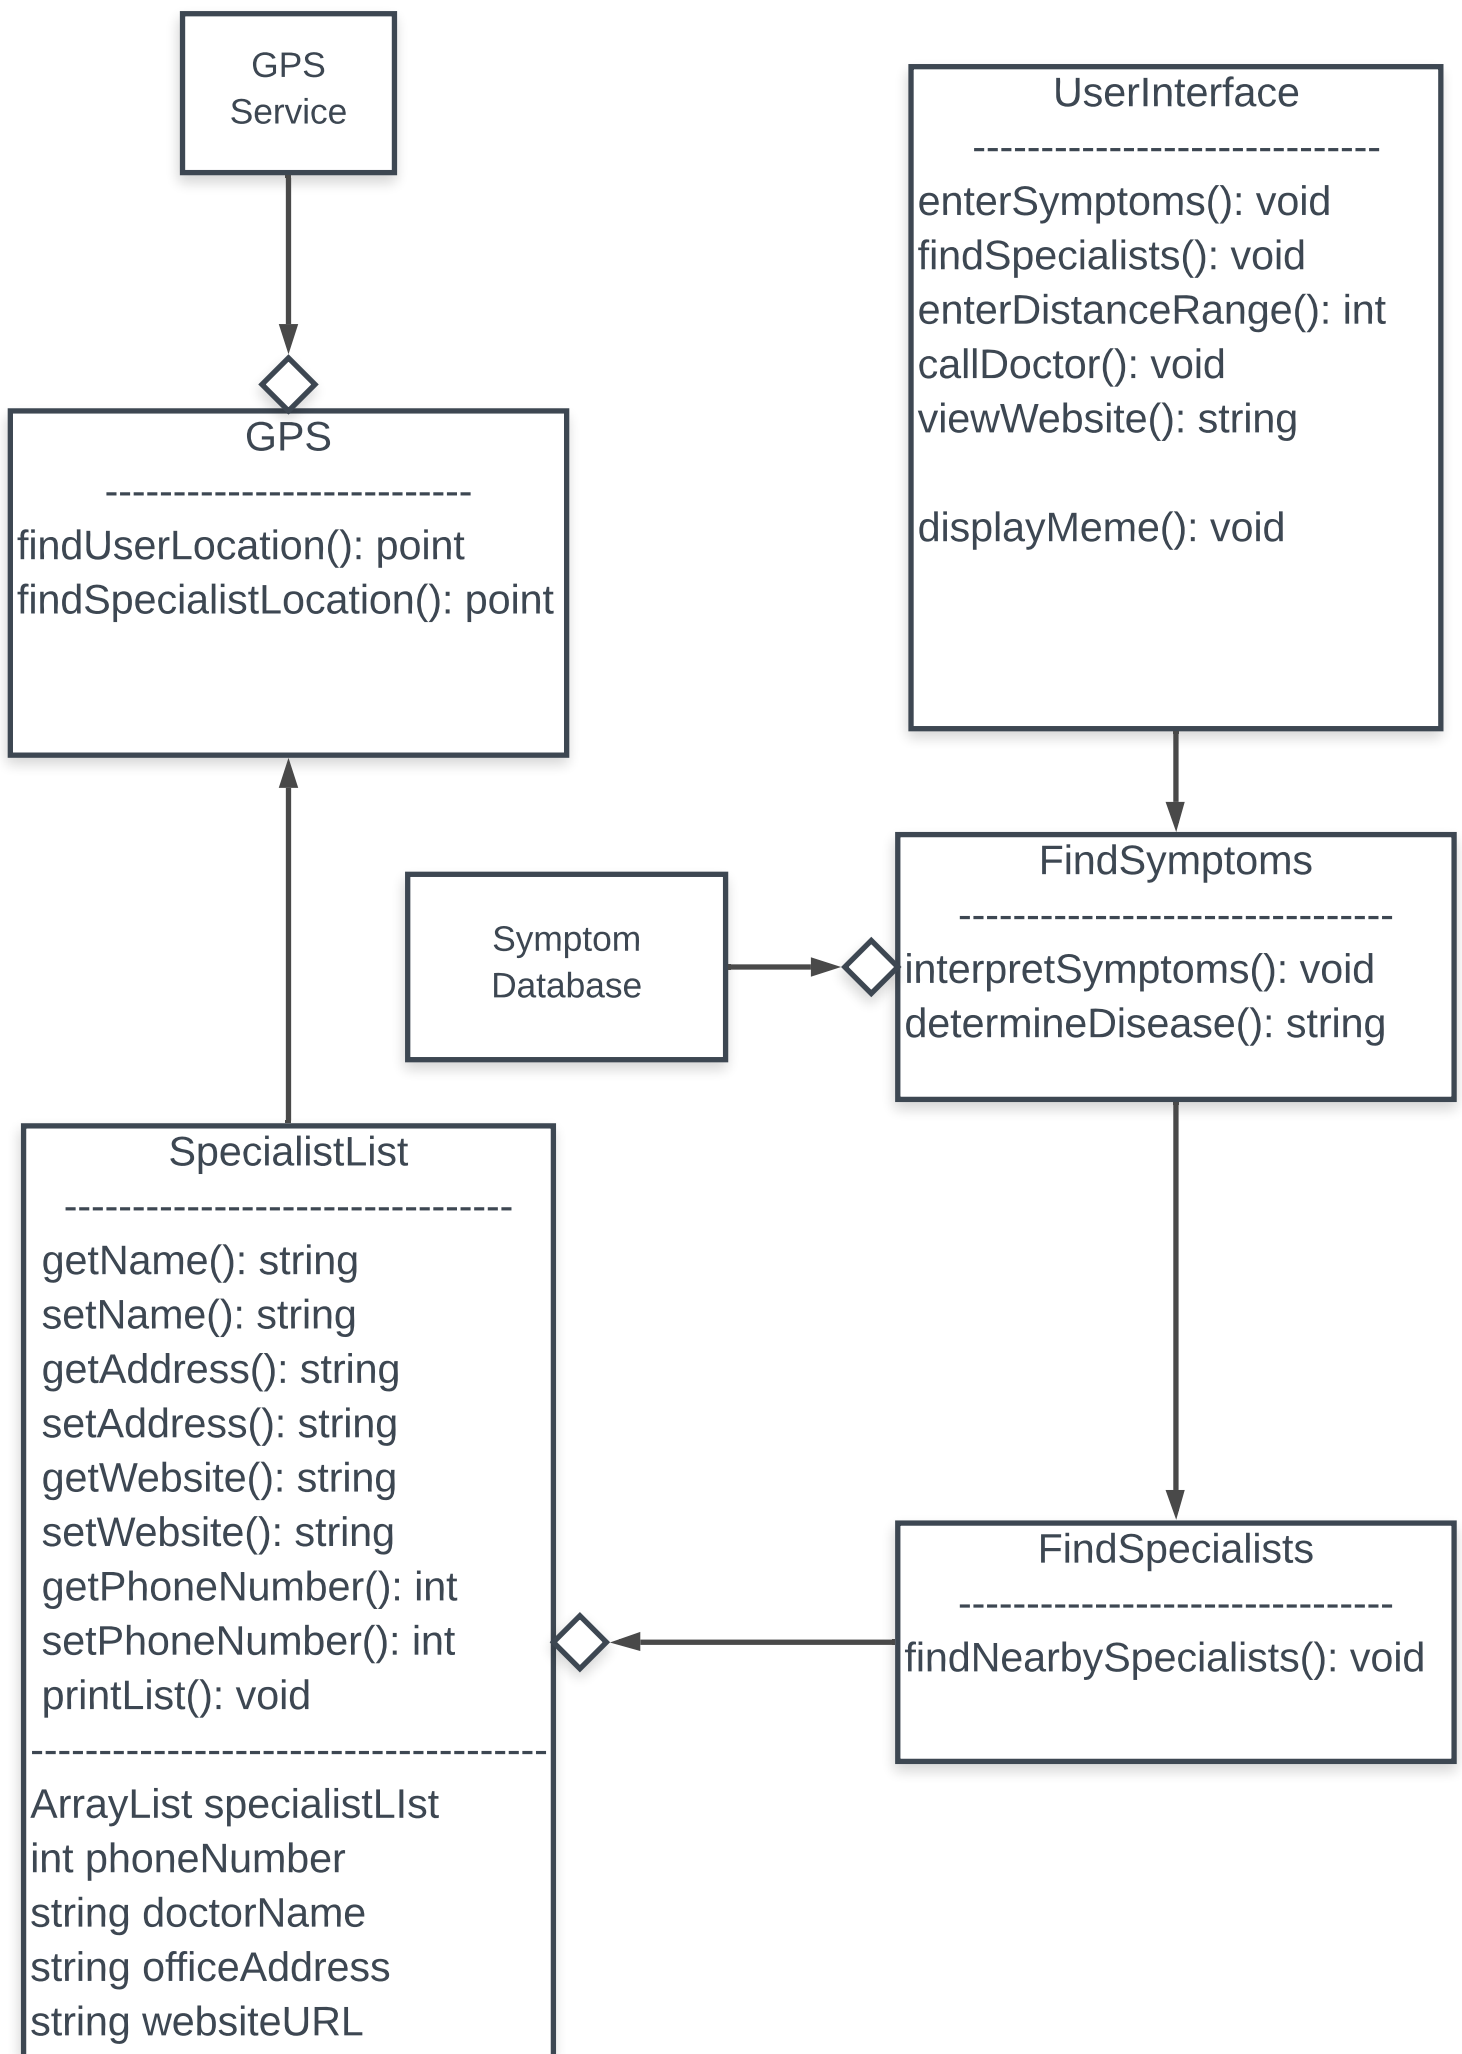 GPS
Service
UserInterface
------------------------------
enterSymptoms(): void
findSpecialists(): void
enterDistanceRange(): int
callDoctor(): void
viewWebsite(): string
displayMeme(): void
GPS
---------------------------
findUserLocation(): point
findSpecialistLocation(): point
Symptom
Database
FindSymptoms
--------------------------------
interpretSymptoms(): void
determineDisease(): string
SpecialistList
---------------------------------
getName(): string
setName(): string
getAddress(): string
setAddress(): string
getWebsite(): string
setWebsite(): string
getPhoneNumber(): int
setPhoneNumber(): int
printList(): void
--------------------------------------
ArrayList specialistLIst
int phoneNumber
string doctorName
string officeAddress
string websiteURL
FindSpecialists
--------------------------------
findNearbySpecialists(): void